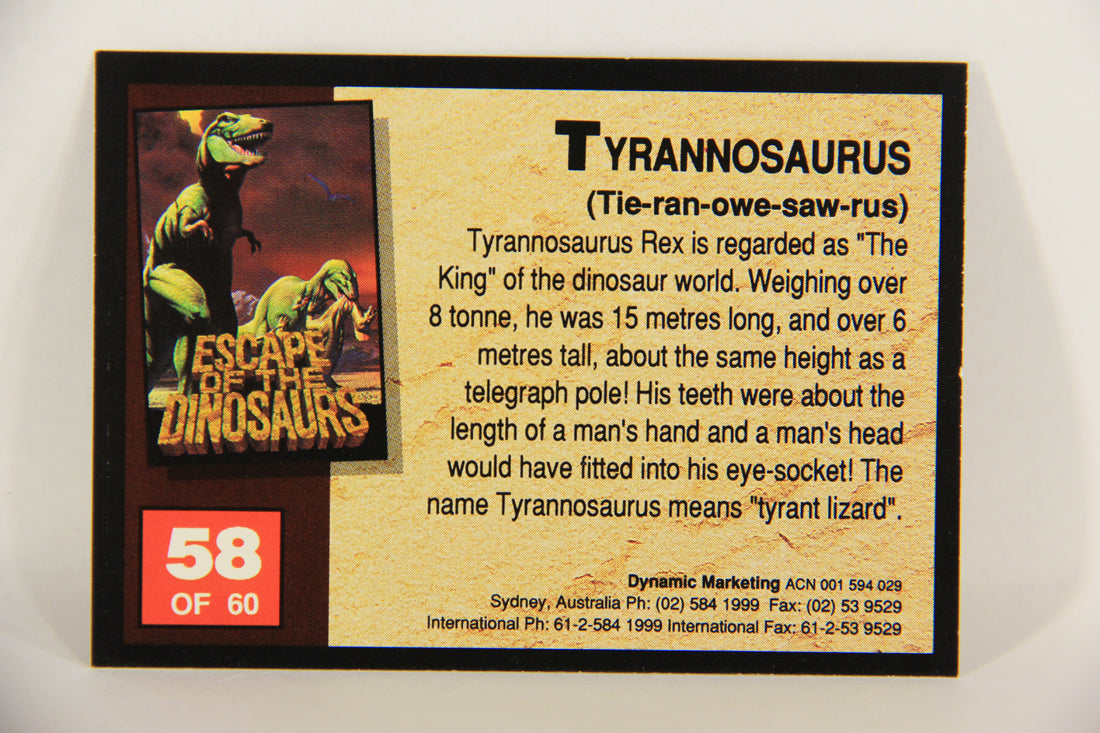 ESCAPE
OF THE
DINOSAURS
58
OF 60
TYRANNOSAURUS
(Tie-ran-owe-saw-rus)
Tyrannosaurus Rex is regarded as "The
King" of the dinosaur world. Weighing over
8 tonne, he was 15 metres long, and over 6
metres tall, about the same height as a
telegraph pole! His teeth were about the
length of a man's hand and a man's head
would have fitted into his eye-socket! The
name Tyrannosaurus means "tyrant lizard".
Dynamic Marketing ACN 001 594 029
Sydney, Australia Ph: (02) 584 1999 Fax: (02) 53 9529
International Ph: 61-2-584 1999 International Fax: 61-2-53 9529